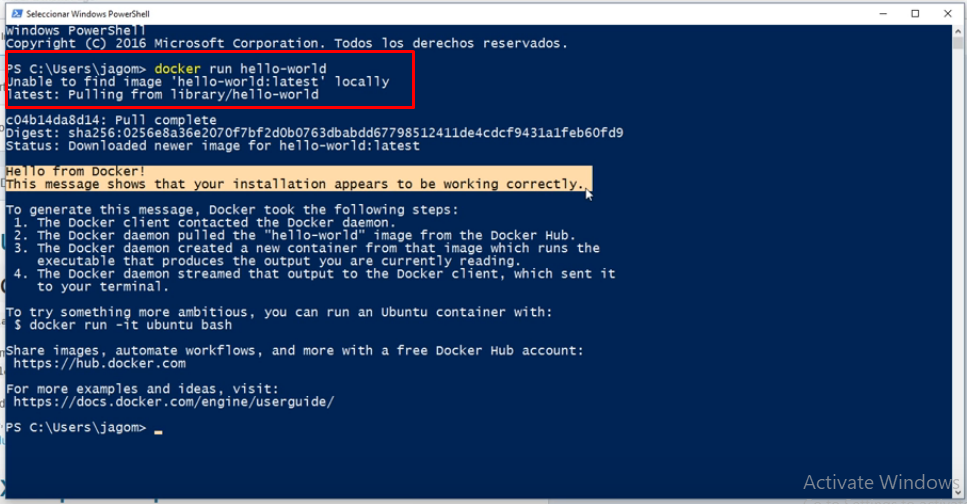 Seleccionar Windows PowerShell
Windows PowerShell
Copyright (C) 2016 Microsoft Corporation. Todos los derechos reservados.
PS C:\Users\jagom> docker run hello-world
Unable to find image 'hello-world:latest' locally
latest: Pulling from library/hello-world
c04b14da8d14: Pull complete
Digest: sha256:0256e8a36e2070f7bf2d0b0763dbabdd67798512411de4cdcf9431a1feb60fd9
Status: Downloaded newer image for hello-world:latest
Hello from Docker!
This message shows that your installation appears to be working correctly.
To generate this message, Docker took the following steps:
1. The Docker client contacted the Docker daemon.
2. The Docker daemon pulled the "hello-world" image from the Docker Hub.
3. The Docker daemon created a new container from that image which runs the
executable that produces the output you are currently reading.
4. The Docker daemon streamed that output to the Docker client, which sent it
to your terminal.
To try something more ambitious, you can run an Ubuntu container with:
$ docker run -it ubuntu bash
Share images, automate workflows, and more with a free Docker Hub account:
https://hub.docker.com
For more examples and ideas, visit:
https://docs.docker.com/engine/userguide/
PS C:\Users\jagom> _
Activate Windows